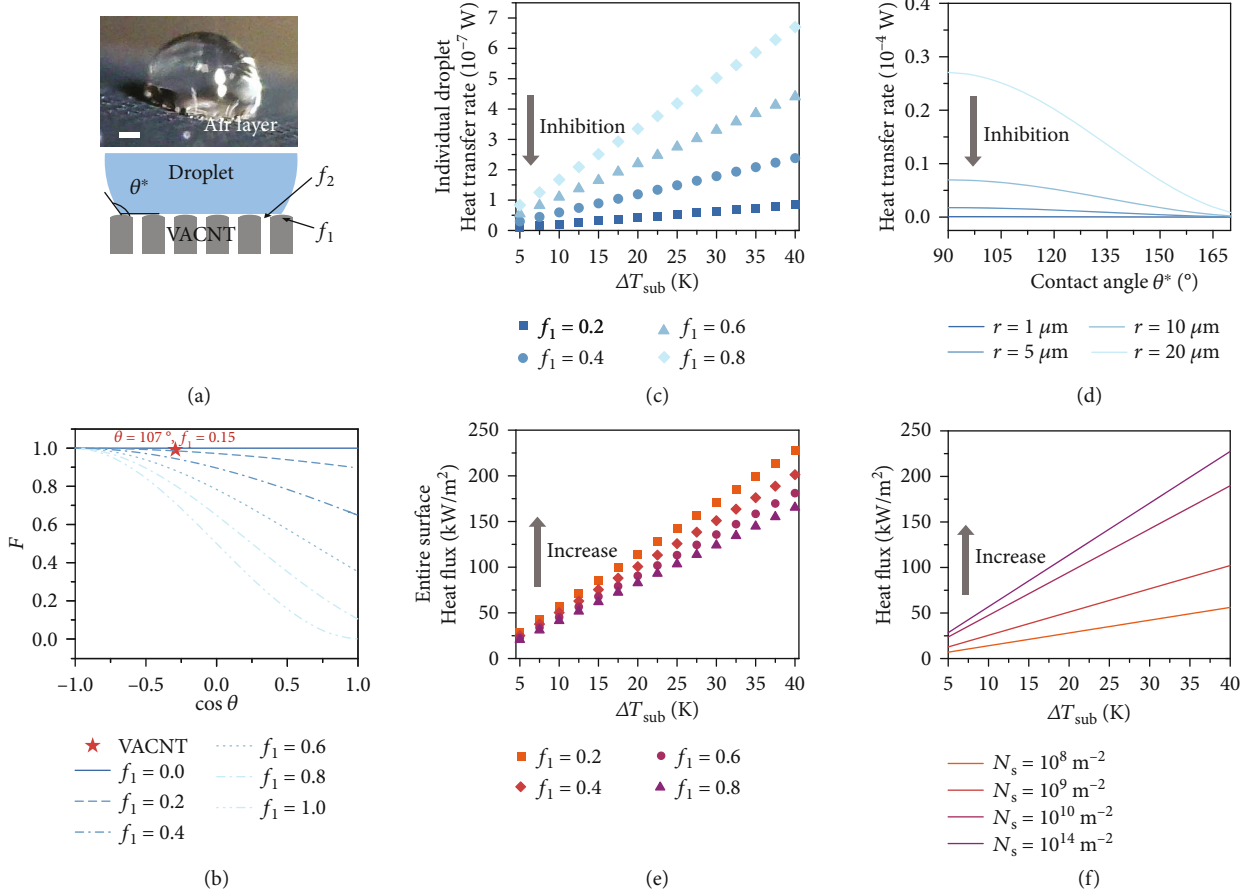 Air layer
Droplet
θ*
f₂
f₁
VACNT
(a)
Individual droplet
Heat transfer rate (10⁻⁷ W)
7
6
5
4
3
2
1
0
Inhibition
5 10 15 20 25 30 35 40
ΔT_sub (K)
f₁ = 0.2
f₁ = 0.6
f₁ = 0.4
f₁ = 0.8
(c)
Heat transfer rate (10⁻⁴ W)
0.4
0.3
0.2
0.1
0.0
Inhibition
90 105 120 135 150 165
Contact angle θ* (°)
r = 1 μm
r = 10 μm
r = 5 μm
r = 20 μm
(d)
θ = 107 °, f₁ = 0.15
F
1.0
0.8
0.6
0.4
0.2
0.0
−1.0 −0.5 0.0 0.5 1.0
cos θ
VACNT
f₁ = 0.0
f₁ = 0.2
f₁ = 0.4
f₁ = 0.6
f₁ = 0.8
f₁ = 1.0
(b)
Entire surface
Heat flux (kW/m²)
250
200
150
100
50
0
Increase
5 10 15 20 25 30 35 40
ΔT_sub (K)
f₁ = 0.2
f₁ = 0.6
f₁ = 0.4
f₁ = 0.8
(e)
Heat flux (kW/m²)
250
200
150
100
50
0
Increase
5 10 15 20 25 30 35 40
ΔT_sub (K)
N_s = 10⁸ m⁻²
N_s = 10⁹ m⁻²
N_s = 10¹⁰ m⁻²
N_s = 10¹⁴ m⁻²
(f)